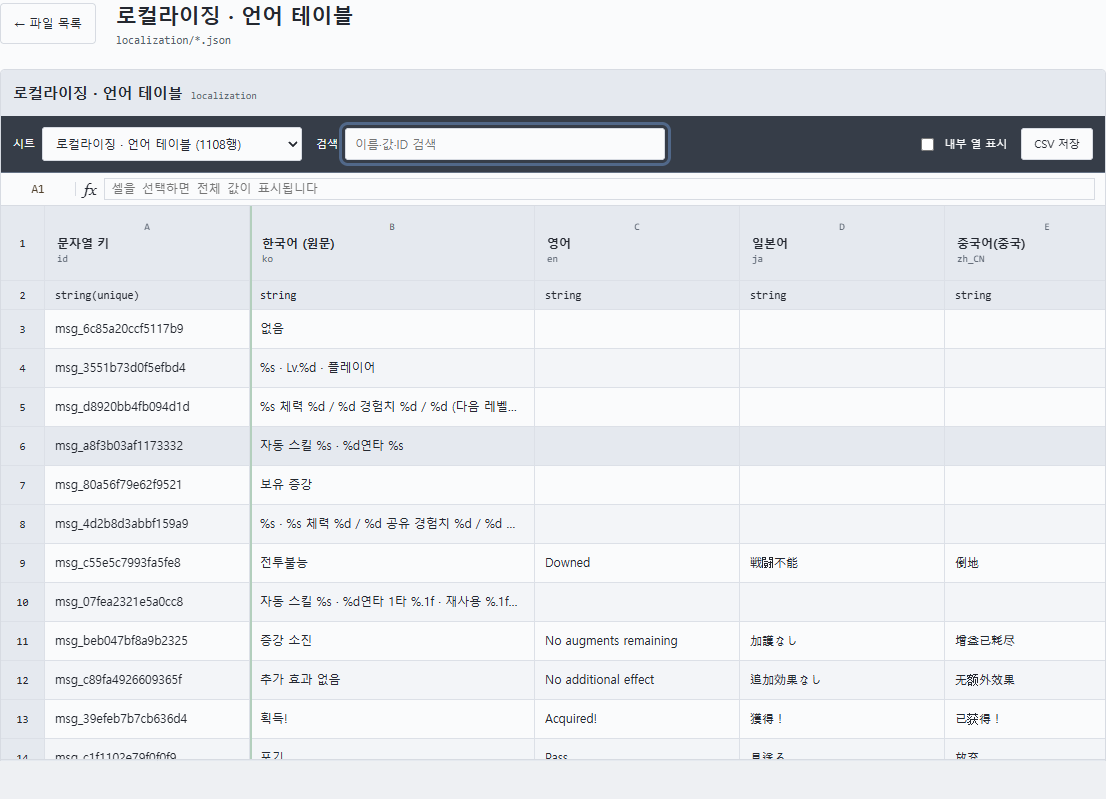 ← 파일 목록
로컬라이징 · 언어 테이블
localization/*.json
로컬라이징 · 언어 테이블 localization
시트 로컬라이징 · 언어 테이블 (1108행) 검색 이름·값·ID 검색 내부 열 표시 CSV 저장
A1 fx 셀을 선택하면 전체 값이 표시됩니다
A B C D E
1 문자열 키 한국어 (원문) 영어 일본어 중국어(중국)
id ko en ja zh_CN
2 string(unique) string string string string
3 msg_6c85a20ccf5117b9 없음
4 msg_3551b73d0f5efbd4 %s · Lv.%d · 플레이어
5 msg_d8920bb4fb094d1d %s 체력 %d / %d 경험치 %d / %d (다음 레벨...
6 msg_a8f3b03af1173332 자동 스킬 %s · %d연타 %s
7 msg_80a56f79e62f9521 보유 증강
8 msg_4d2b8d3abbf159a9 %s · %s 체력 %d / %d 공유 경험치 %d / %d ...
9 msg_c55e5c7993fa5fe8 전투불능 Downed 戦闘不能 倒地
10 msg_07fea2321e5a0cc8 자동 스킬 %s · %d연타 1타 %.1f · 재사용 %.1f...
11 msg_beb047bf8a9b2325 증강 소진 No augments remaining 加護なし 增益已耗尽
12 msg_c89fa4926609365f 추가 효과 없음 No additional effect 追加効果なし 无额外效果
13 msg_39efeb7b7cb636d4 획득! Acquired! 獲得！ 已获得！
14 msg_c1f1102e79f0f0f9 포기 Pass 見送る 放弃